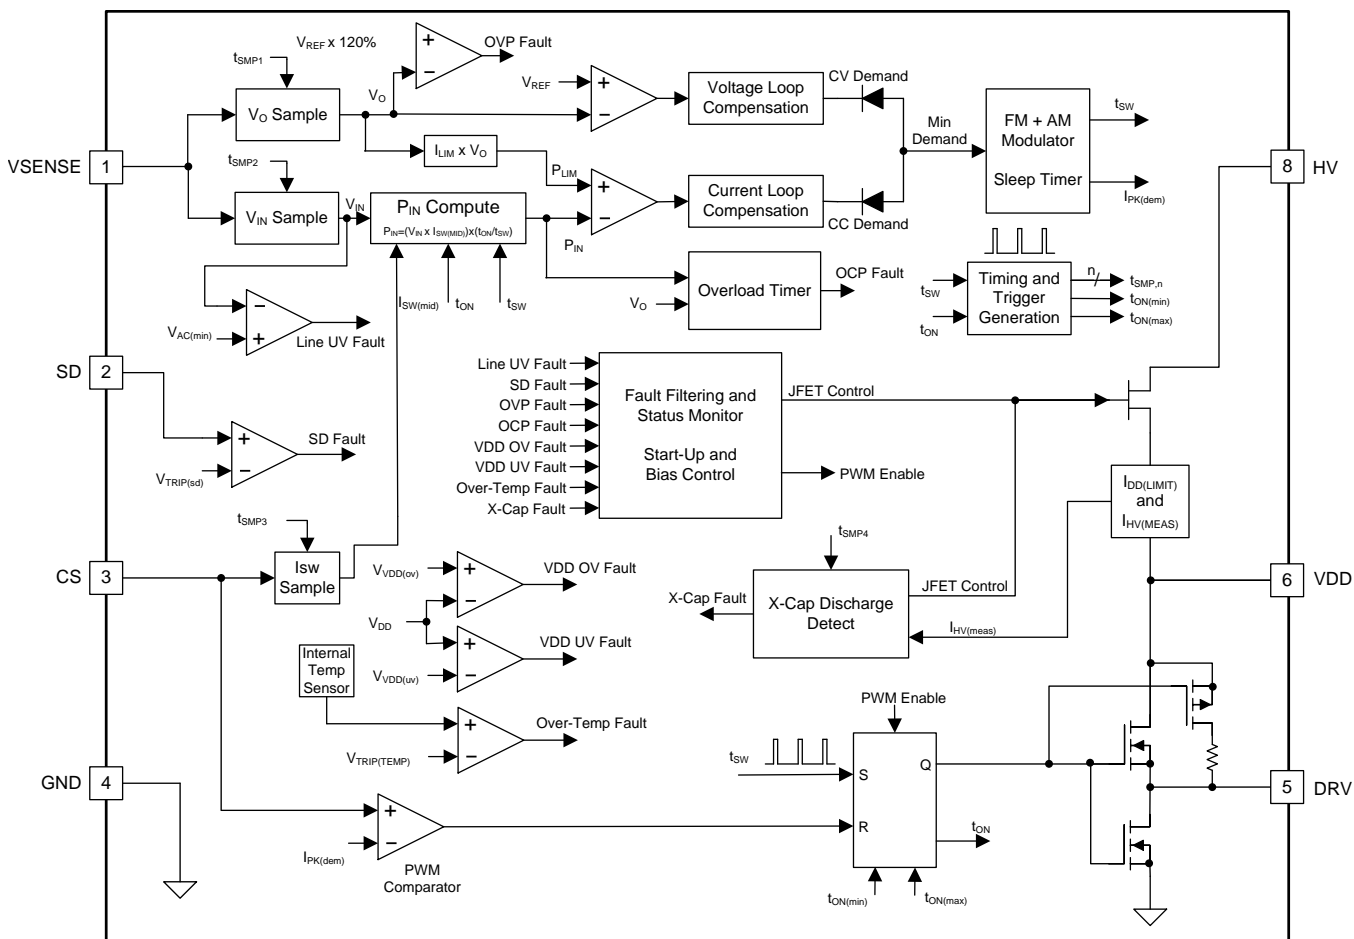 VSENSE
1
SD
2
CS
3
GND
4
HV
8
VDD
6
DRV
5
tSMP1
VREF x 120%
VO Sample
VO
+
−
OVP Fault
VREF
+
−
Voltage Loop
Compensation
CV Demand
Min
Demand
FM + AM
Modulator
Sleep Timer
tSW
IPK(dem)
ILIM x VO
PLIM
tSMP2
VIN Sample
VIN
PIN Compute
PIN=(VIN x ISW(MID))x(tON/tSW)
+
−
PIN
Current Loop
Compensation
CC Demand
ISW(mid)
tON
tSW
VO
Overload Timer
OCP Fault
tSW
tON
Timing and
Trigger
Generation
n
tSMP,n
tON(min)
tON(max)
VAC(min)
−
+
Line UV Fault
VTRIP(sd)
+
−
SD Fault
Line UV Fault
SD Fault
OVP Fault
OCP Fault
VDD OV Fault
VDD UV Fault
Over-Temp Fault
X-Cap Fault
Fault Filtering and
Status Monitor
Start-Up and
Bias Control
JFET Control
PWM Enable
IDD(LIMIT)
and
IHV(MEAS)
tSMP3
Isw
Sample
tSMP4
X-Cap Fault
X-Cap Discharge
Detect
JFET Control
IHV(meas)
VVDD(ov)
+
−
VDD OV Fault
VDD
VVDD(uv)
+
−
VDD UV Fault
Internal
Temp
Sensor
VTRIP(TEMP)
+
−
Over-Temp Fault
IPK(dem)
+
−
PWM
Comparator
PWM Enable
tSW
S
R
Q
tON
tON(min)
tON(max)